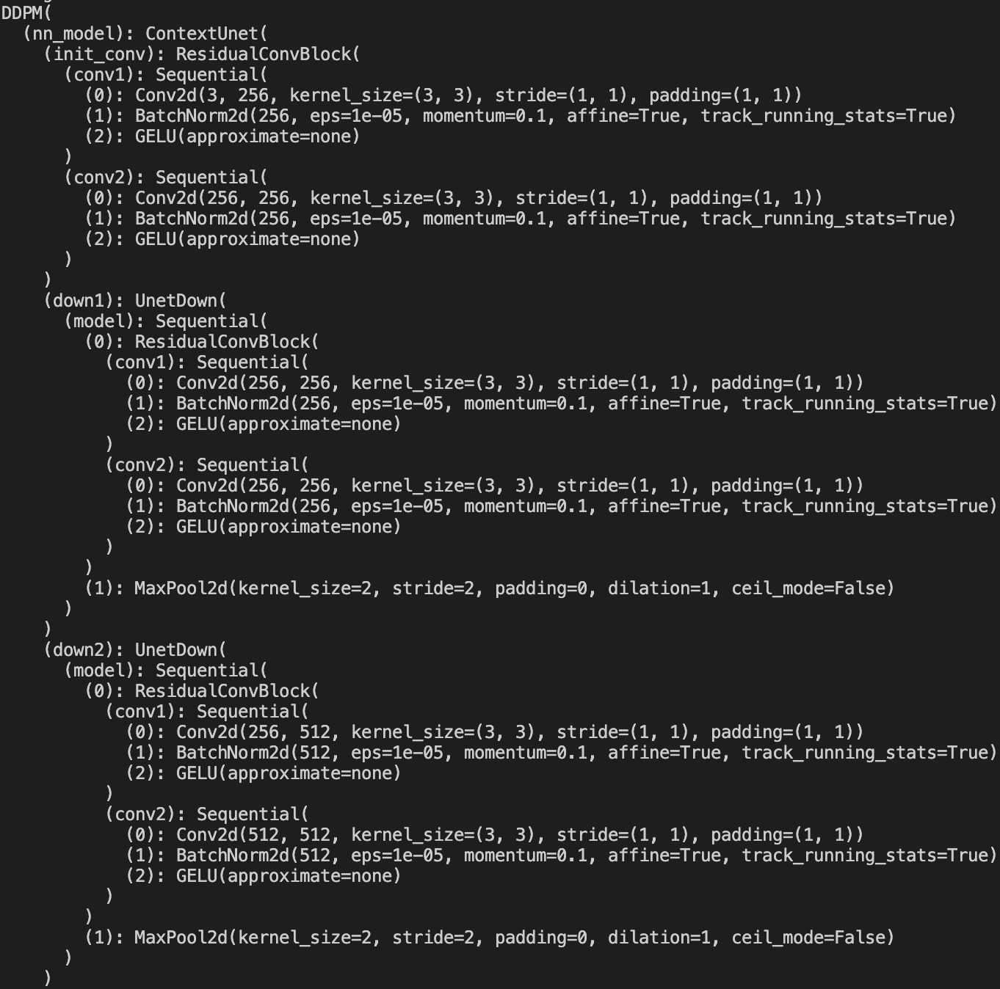 DDPM(
  (nn_model): ContextUnet(
    (init_conv): ResidualConvBlock(
      (conv1): Sequential(
        (0): Conv2d(3, 256, kernel_size=(3, 3), stride=(1, 1), padding=(1, 1))
        (1): BatchNorm2d(256, eps=1e-05, momentum=0.1, affine=True, track_running_stats=True)
        (2): GELU(approximate=none)
      )
      (conv2): Sequential(
        (0): Conv2d(256, 256, kernel_size=(3, 3), stride=(1, 1), padding=(1, 1))
        (1): BatchNorm2d(256, eps=1e-05, momentum=0.1, affine=True, track_running_stats=True)
        (2): GELU(approximate=none)
      )
    )
    (down1): UnetDown(
      (model): Sequential(
        (0): ResidualConvBlock(
          (conv1): Sequential(
            (0): Conv2d(256, 256, kernel_size=(3, 3), stride=(1, 1), padding=(1, 1))
            (1): BatchNorm2d(256, eps=1e-05, momentum=0.1, affine=True, track_running_stats=True)
            (2): GELU(approximate=none)
          )
          (conv2): Sequential(
            (0): Conv2d(256, 256, kernel_size=(3, 3), stride=(1, 1), padding=(1, 1))
            (1): BatchNorm2d(256, eps=1e-05, momentum=0.1, affine=True, track_running_stats=True)
            (2): GELU(approximate=none)
          )
        )
        (1): MaxPool2d(kernel_size=2, stride=2, padding=0, dilation=1, ceil_mode=False)
      )
    )
    (down2): UnetDown(
      (model): Sequential(
        (0): ResidualConvBlock(
          (conv1): Sequential(
            (0): Conv2d(256, 512, kernel_size=(3, 3), stride=(1, 1), padding=(1, 1))
            (1): BatchNorm2d(512, eps=1e-05, momentum=0.1, affine=True, track_running_stats=True)
            (2): GELU(approximate=none)
          )
          (conv2): Sequential(
            (0): Conv2d(512, 512, kernel_size=(3, 3), stride=(1, 1), padding=(1, 1))
            (1): BatchNorm2d(512, eps=1e-05, momentum=0.1, affine=True, track_running_stats=True)
            (2): GELU(approximate=none)
          )
        )
        (1): MaxPool2d(kernel_size=2, stride=2, padding=0, dilation=1, ceil_mode=False)
      )
    )